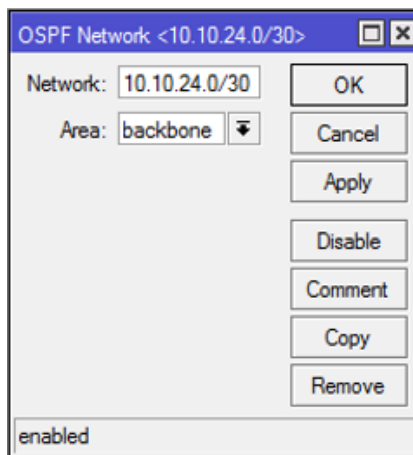 OSPF Network <10.10.24.0/30>
Network: 10.10.24.0/30
OK
Area: backbone
Cancel
Apply
Disable
Comment
Copy
Remove
enabled